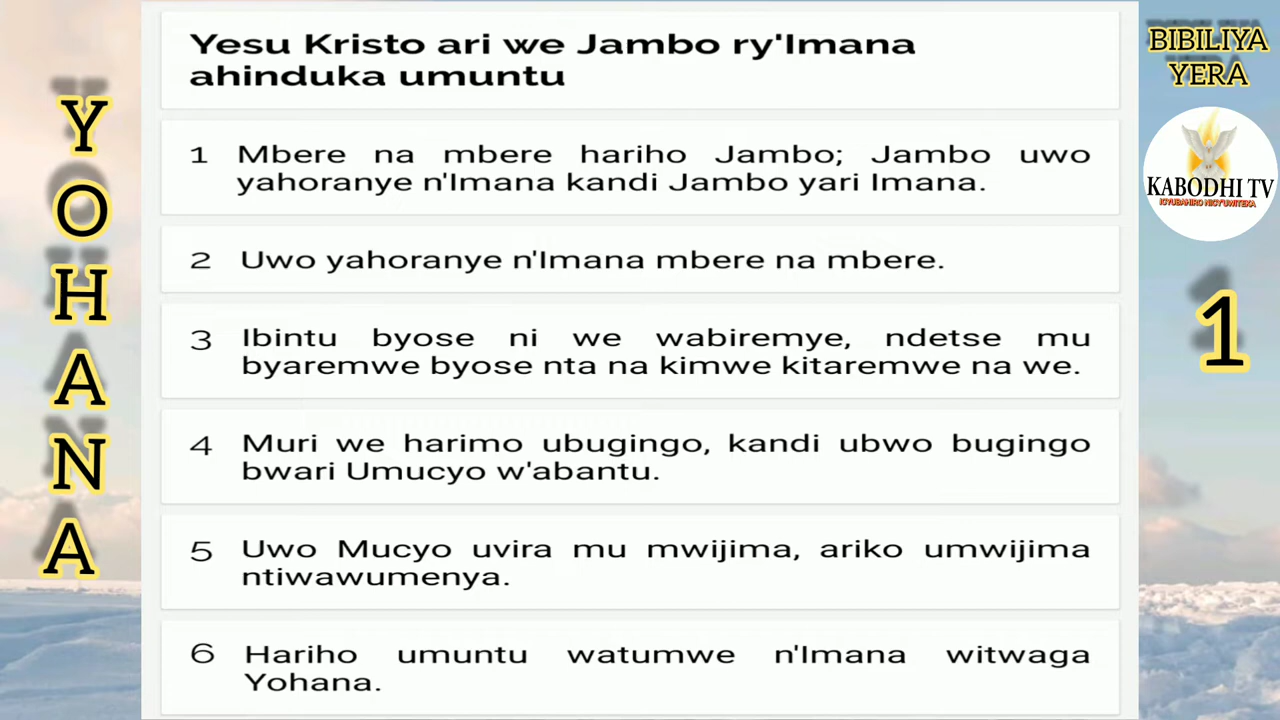 YOHANA
Yesu Kristo ari we Jambo ry'Imana
ahinduka umuntu
1 Mbere na mbere hariho Jambo; Jambo uwo
yahoranye n'Imana kandi Jambo yari Imana.
2 Uwo yahoranye n'Imana mbere na mbere.
3 Ibintu byose ni we wabiremye, ndetse mu
byaremwe byose nta na kimwe kitaremwe na we.
4 Muri we harimo ubugingo, kandi ubwo bugingo
bwari Umucyo w'abantu.
5 Uwo Mucyo uvira mu mwijima, ariko umwijima
ntiwawumenya.
6 Hariho umuntu watumwe n'Imana witwaga
Yohana.
BIBILIYA
YERA
KABODHI TV
ICYUBAHIRO NICY'UWITEKA
1